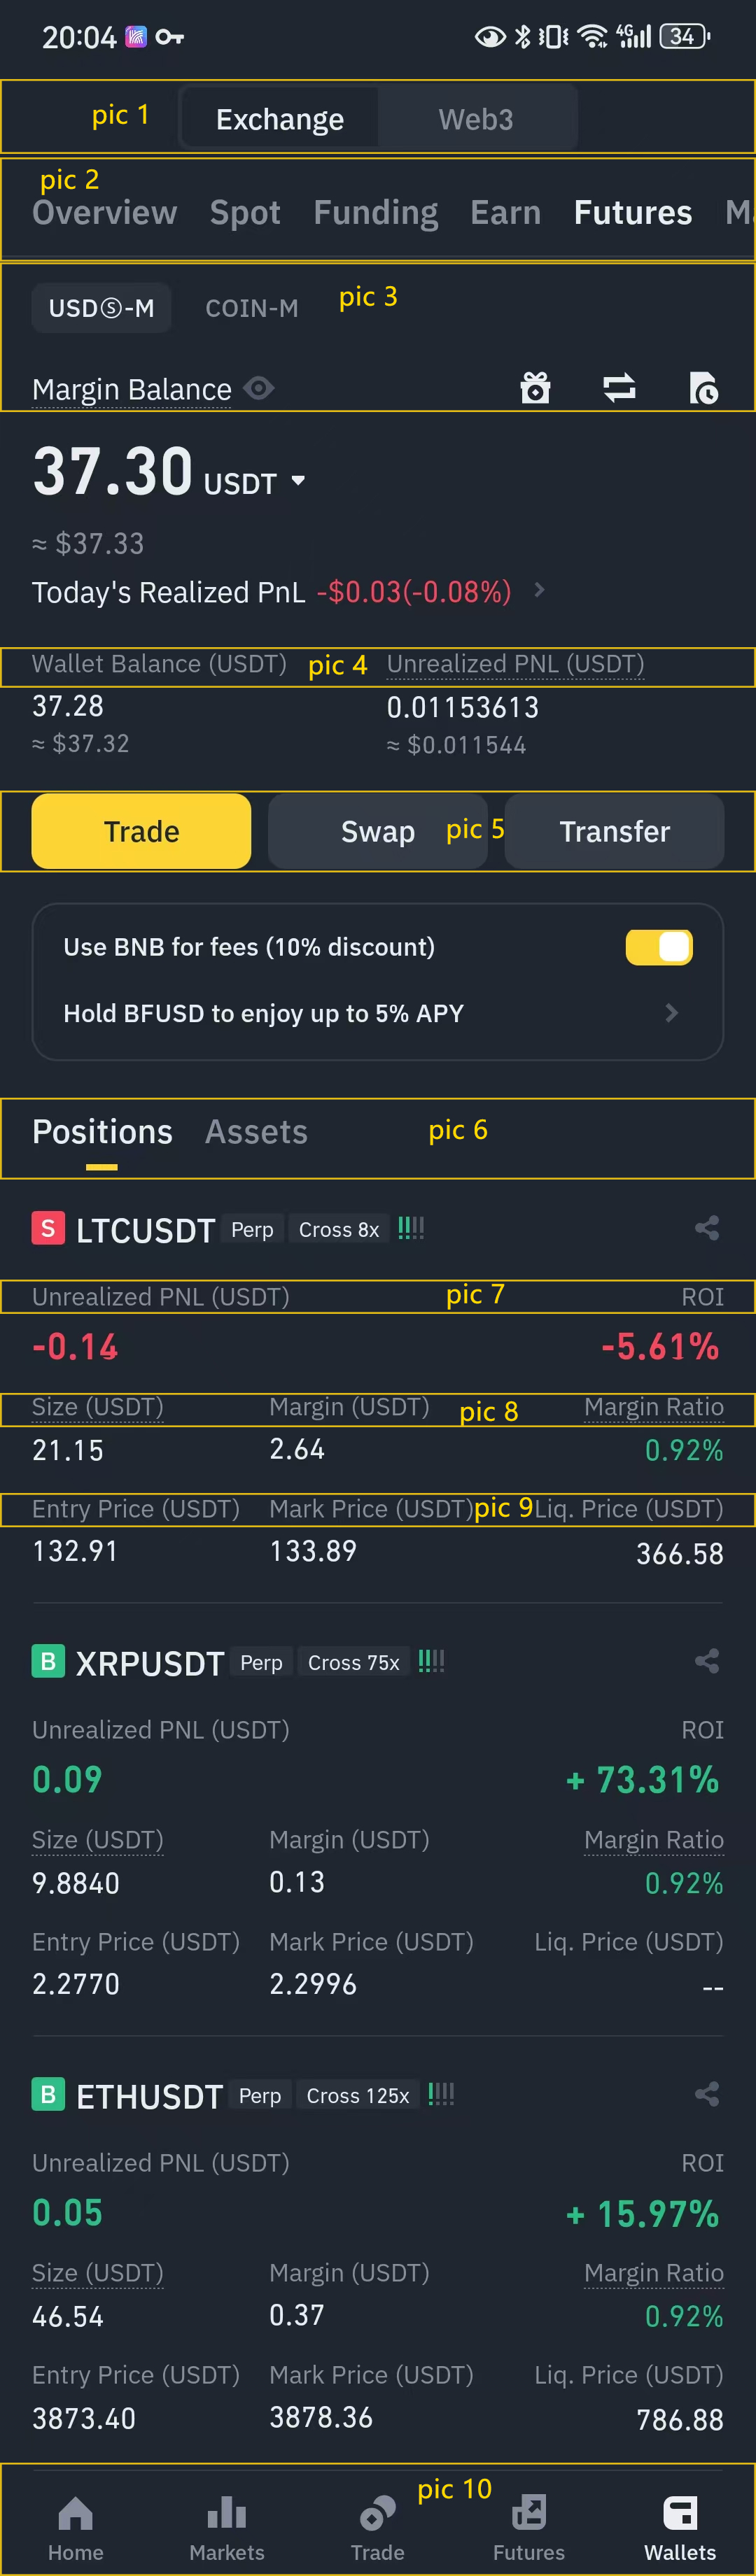 20:04 4G 34
pic 1 Exchange Web3
pic 2
Overview Spot Funding Earn Futures
USDⓈ-M COIN-M pic 3
Margin Balance
37.30 USDT
≈ $37.33
Today's Realized PnL -$0.03(-0.08%)
Wallet Balance (USDT) pic 4 Unrealized PNL (USDT)
37.28 0.01153613
≈ $37.32 ≈ $0.011544
Trade Swap pic 5 Transfer
Use BNB for fees (10% discount)
Hold BFUSD to enjoy up to 5% APY
Positions Assets pic 6
S LTCUSDT Perp Cross 8x
Unrealized PNL (USDT) pic 7 ROI
-0.14 -5.61%
Size (USDT) Margin (USDT) pic 8 Margin Ratio
21.15 2.64 0.92%
Entry Price (USDT) Mark Price (USDT) pic 9 Liq. Price (USDT)
132.91 133.89 366.58
B XRPUSDT Perp Cross 75x
Unrealized PNL (USDT) ROI
0.09 + 73.31%
Size (USDT) Margin (USDT) Margin Ratio
9.8840 0.13 0.92%
Entry Price (USDT) Mark Price (USDT) Liq. Price (USDT)
2.2770 2.2996 --
B ETHUSDT Perp Cross 125x
Unrealized PNL (USDT) ROI
0.05 + 15.97%
Size (USDT) Margin (USDT) Margin Ratio
46.54 0.37 0.92%
Entry Price (USDT) Mark Price (USDT) Liq. Price (USDT)
3873.40 3878.36 786.88
pic 10
Home Markets Trade Futures Wallets